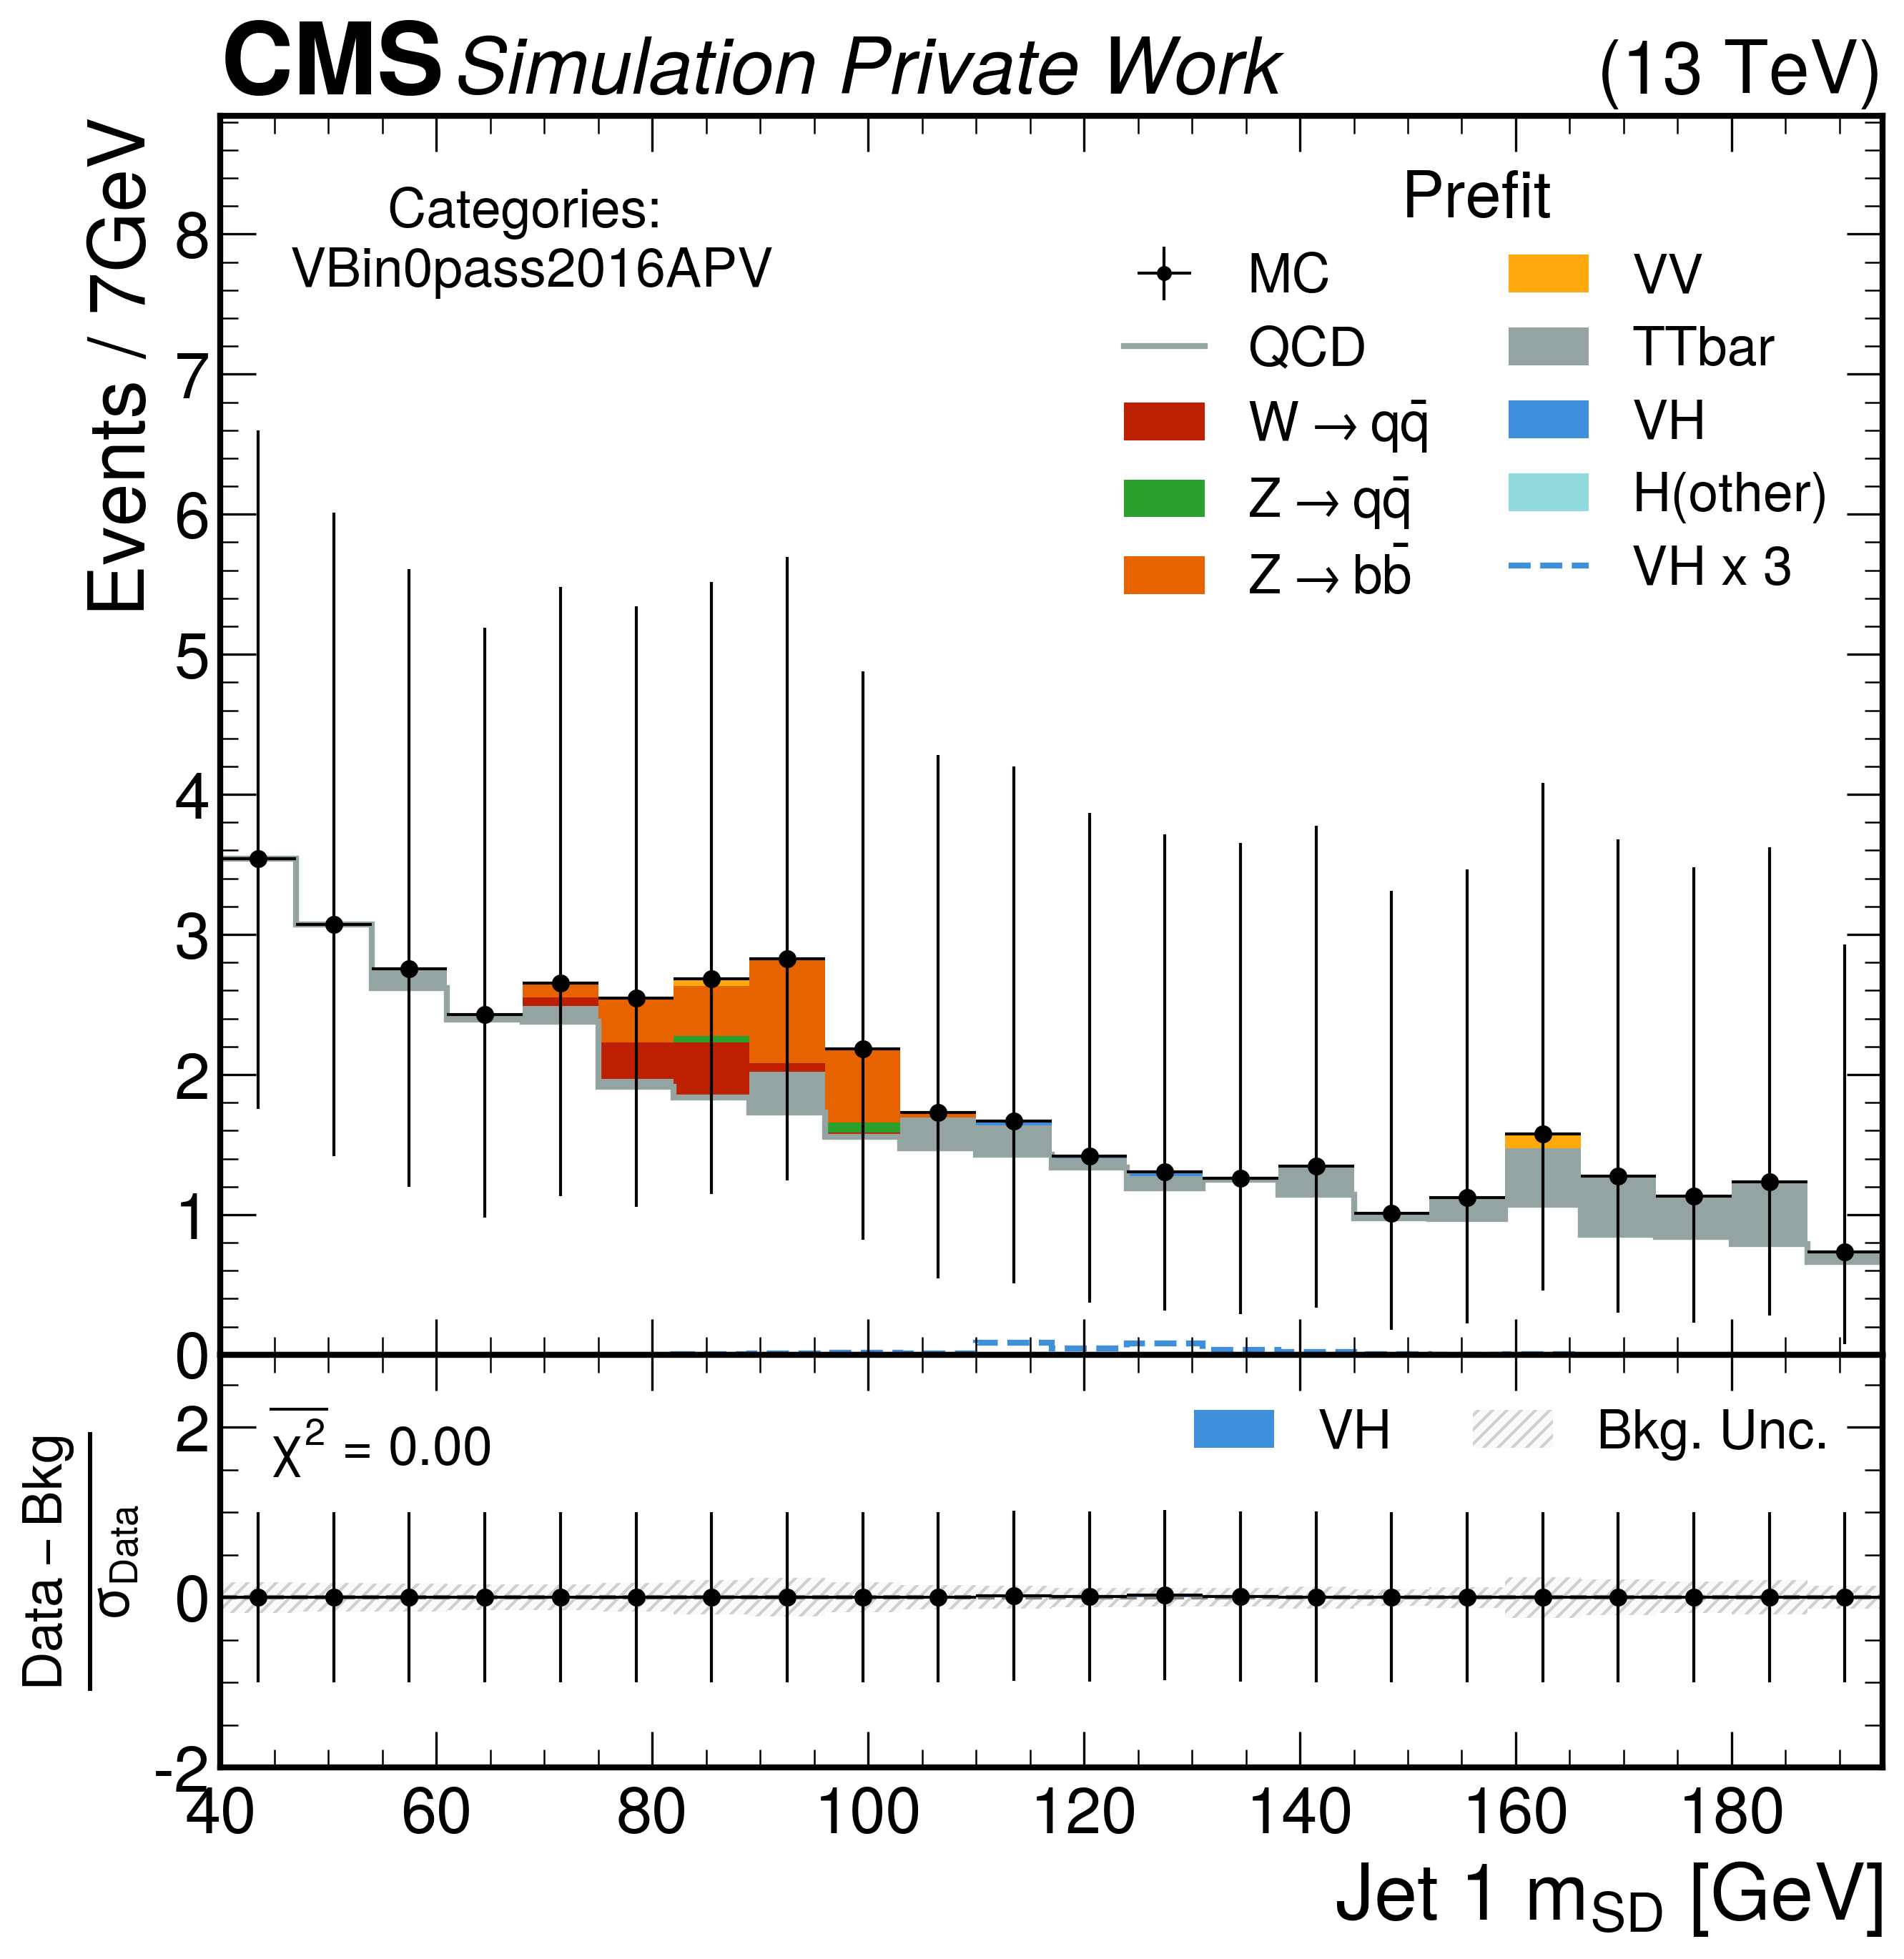 CMS Simulation Private Work (13 TeV)
Events / 7GeV
Categories:
VBin0pass2016APV
Prefit
MC
QCD
W → qq̄
Z → qq̄
Z → bb̄
VV
TTbar
VH
H(other)
VH x 3
8
7
6
5
4
3
2
1
0
Data – Bkg
σData
χ² = 0.00
VH
Bkg. Unc.
2
0
-2
40 60 80 100 120 140 160 180
Jet 1 mSD [GeV]